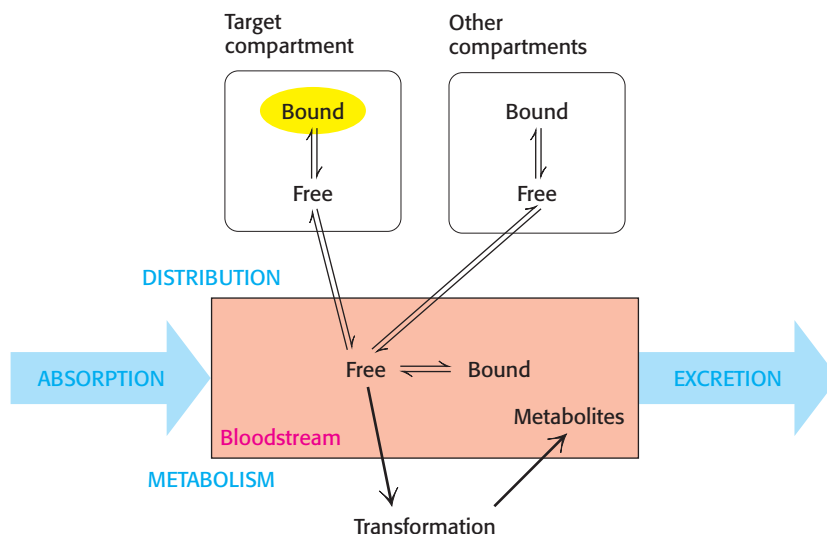 Target
compartment
Other
compartments
Bound
Bound
Free
Free
DISTRIBUTION
ABSORPTION
Free
Bound
EXCRETION
Metabolites
Bloodstream
METABOLISM
Transformation